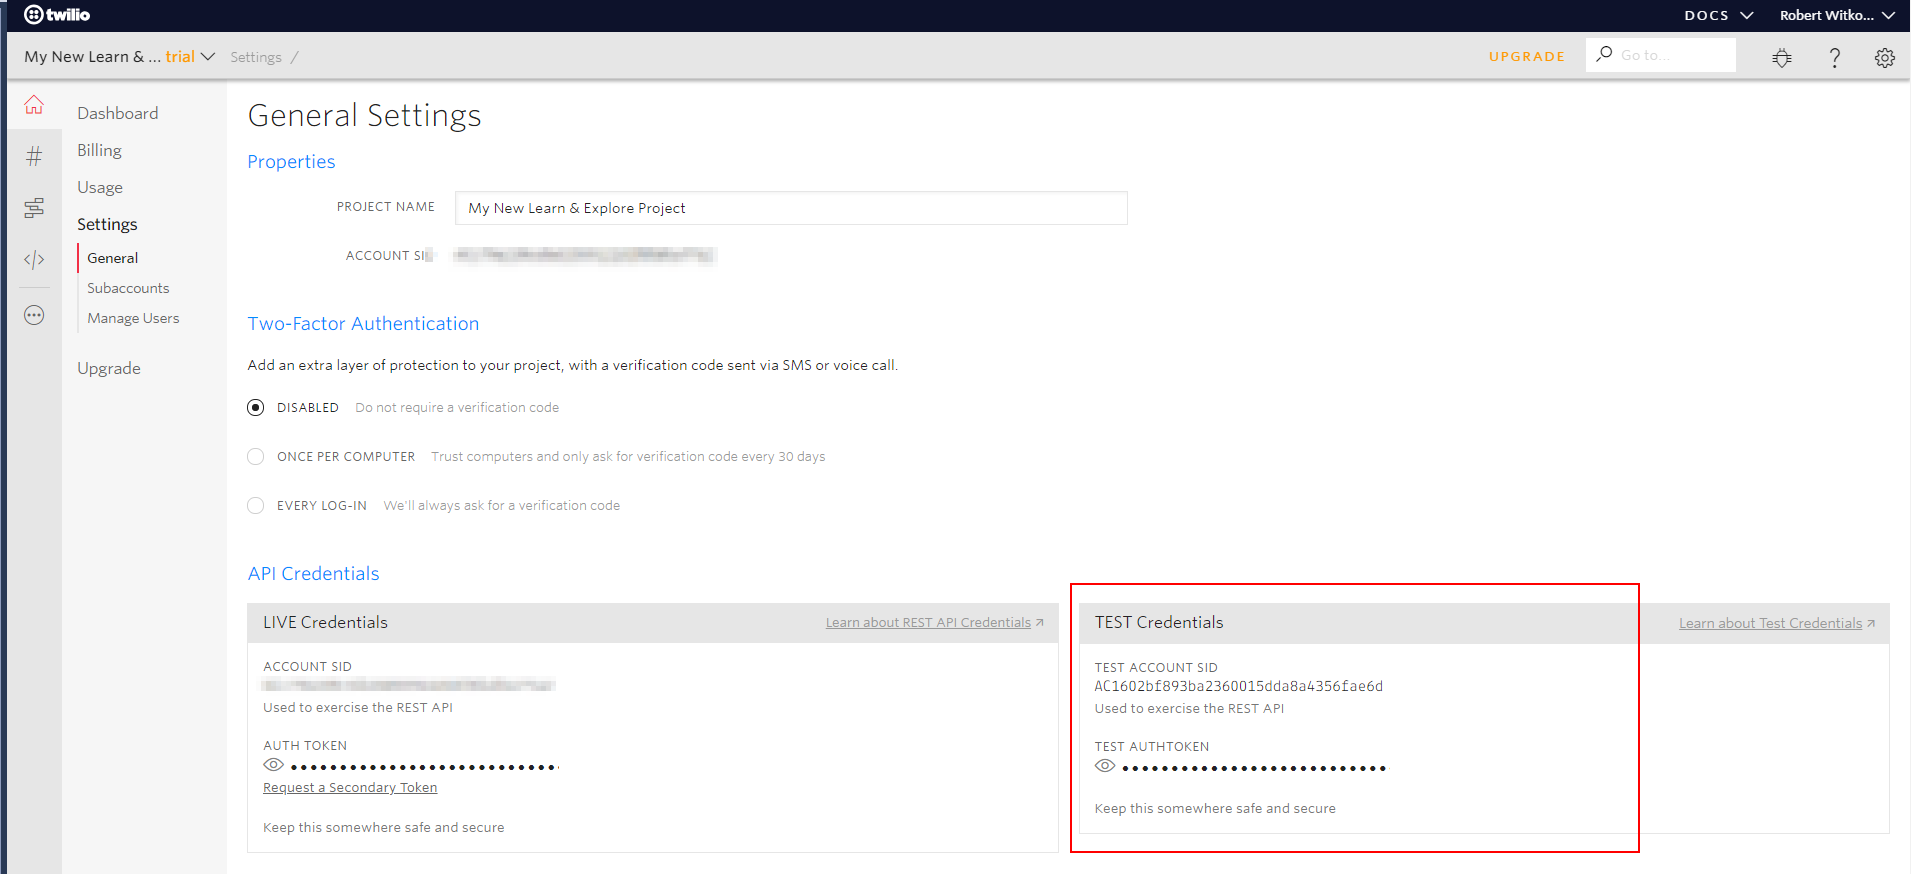 twilio
DOCS
Robert Witko...
My New Learn & ... trial
Settings /
UPGRADE
Go to...
Dashboard
Billing
Usage
Settings
General
Subaccounts
Manage Users
Upgrade
General Settings
Properties
PROJECT NAME
My New Learn & Explore Project
ACCOUNT SID
Two-Factor Authentication
Add an extra layer of protection to your project, with a verification code sent via SMS or voice call.
DISABLED Do not require a verification code
ONCE PER COMPUTER Trust computers and only ask for verification code every 30 days
EVERY LOG-IN We'll always ask for a verification code
API Credentials
LIVE Credentials
Learn about REST API Credentials
ACCOUNT SID
Used to exercise the REST API
AUTH TOKEN
Request a Secondary Token
Keep this somewhere safe and secure
TEST Credentials
Learn about Test Credentials
TEST ACCOUNT SID
AC1602bf893ba2360015dda8a4356fae6d
Used to exercise the REST API
TEST AUTHTOKEN
Keep this somewhere safe and secure